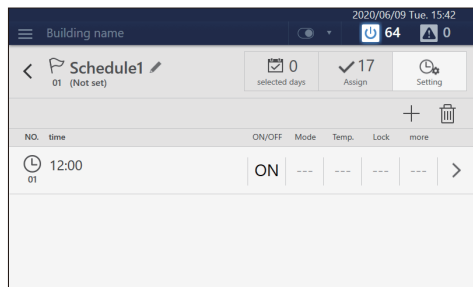 2020/06/09 Tue. 15:42
Building name 64 0
Schedule1 0 17
01 (Not set) selected days Assign Setting
NO. time ON/OFF Mode Temp. Lock more
12:00 ON --- --- --- ---
01